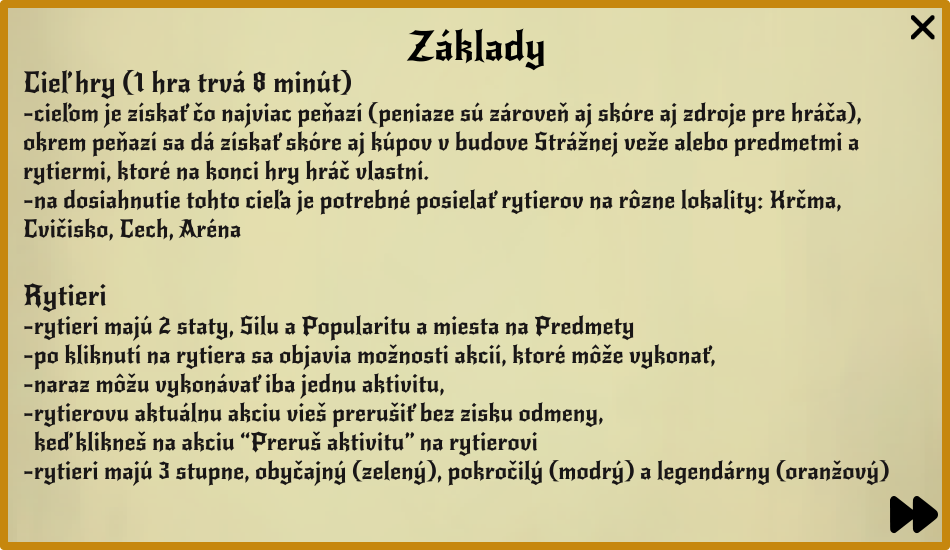 Základy
Cieľ hry (1 hra trvá 8 minút)
-cieľom je získať čo najviac peňazí (peniaze sú zároveň aj skóre aj zdroje pre hráča),
okrem peňazí sa dá získať skóre aj kúpov v budove Strážnej veže alebo predmetmi a
rytiermi, ktoré na konci hry hráč vlastní.
-na dosiahnutie tohto cieľa je potrebné posielať rytierov na rôzne lokality: Krčma,
Cvičisko, Cech, Aréna
Rytieri
-rytieri majú 2 staty, Silu a Popularitu a miesta na Predmety
-po kliknutí na rytiera sa objavia možnosti akcií, ktoré môže vykonať,
-naraz môžu vykonávať iba jednu aktivitu,
-rytierovu aktuálnu akciu vieš prerušiť bez zisku odmeny,
keď klikneš na akciu “Preruš aktivitu” na rytierovi
-rytieri majú 3 stupne, obyčajný (zelený), pokročilý (modrý) a legendárny (oranžový)